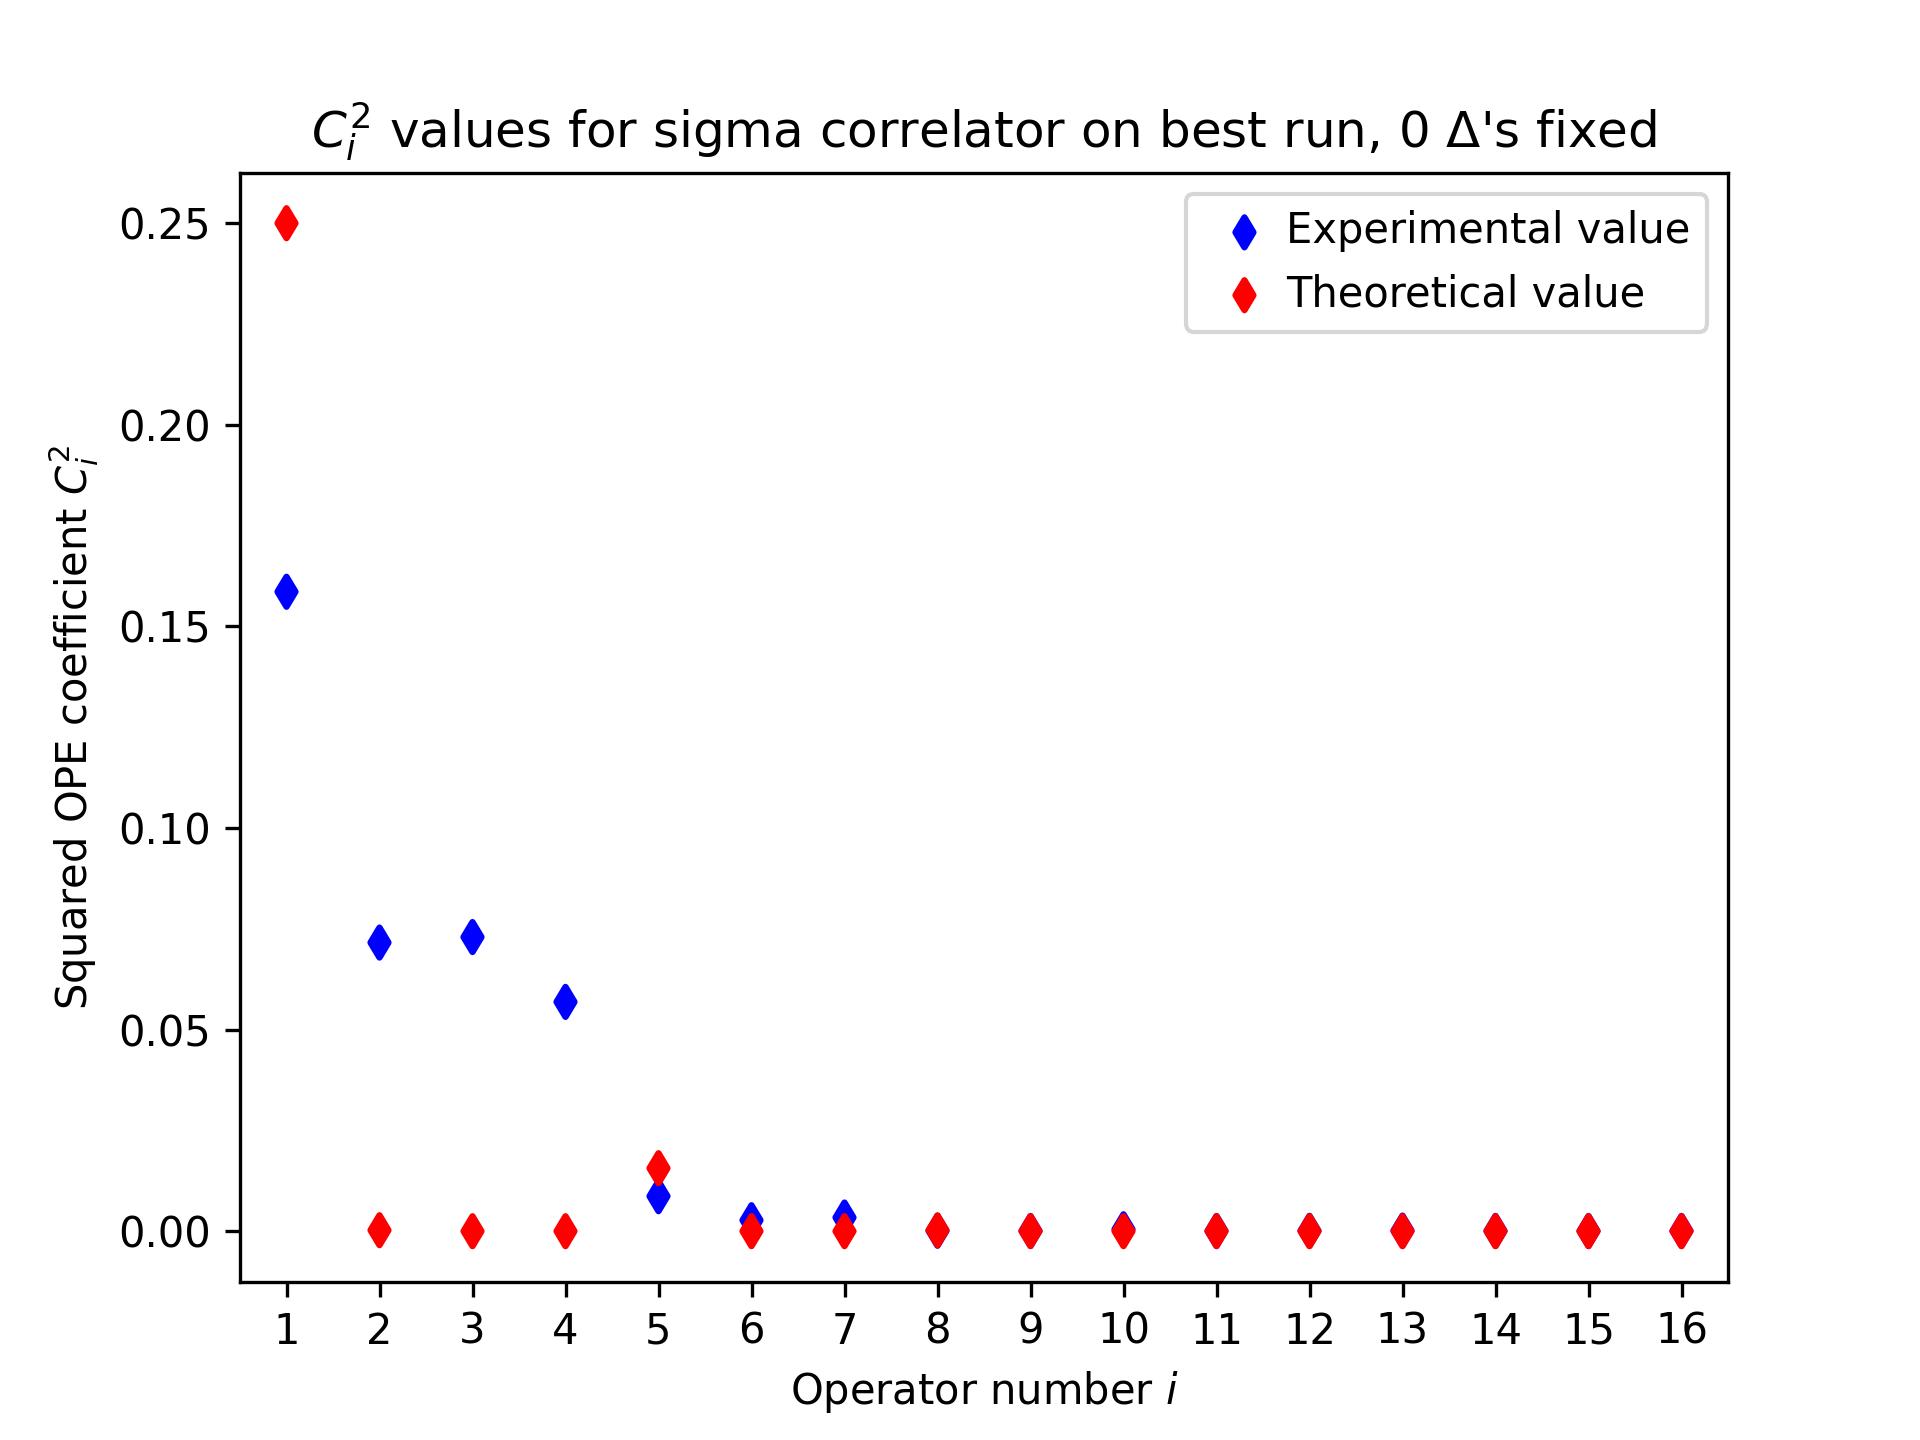 C_i^2 values for sigma correlator on best run, 0 Δ's fixed
Experimental value
Theoretical value
Squared OPE coefficient C_i^2
0.25
0.20
0.15
0.10
0.05
0.00
1 2 3 4 5 6 7 8 9 10 11 12 13 14 15 16
Operator number i